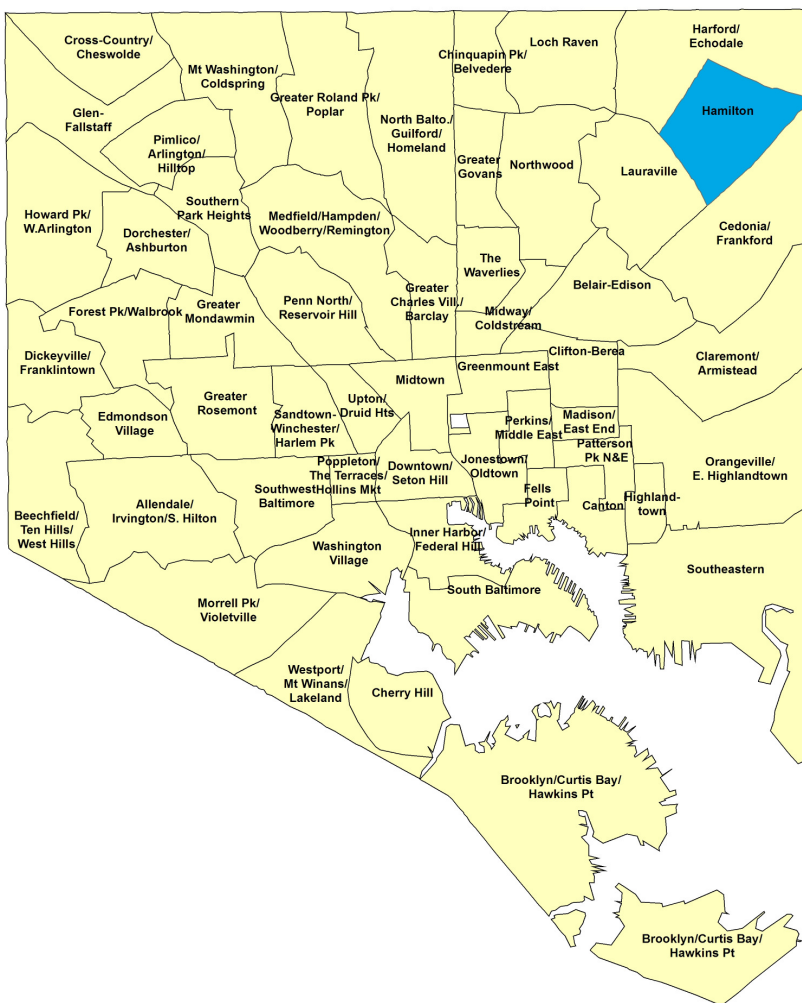 Cross-Country/
Cheswolde
Mt Washington/
Coldspring
Greater Roland Pk/
Poplar
North Balto./
Guilford/
Homeland
Chinquapin Pk/
Belvedere
Loch Raven
Harford/
Echodale
Hamilton
Glen-
Fallstaff
Pimlico/
Arlington/
Hilltop
Greater
Govans
Northwood
Lauraville
Howard Pk/
W.Arlington
Dorchester/
Ashburton
Southern
Park Heights
Medfield/Hampden/
Woodberry/Remington
Cedonia/
Frankford
The
Waverlies
Belair-Edison
Forest Pk/Walbrook
Greater
Mondawmin
Penn North/
Reservoir Hill
Greater
Charles Vill./
Barclay
Midway/
Coldstream
Dickeyville/
Franklintown
Greenmount East
Clifton-Berea
Claremont/
Armistead
Edmondson
Village
Greater
Rosemont
Sandtown-
Winchester/
Harlem Pk
Upton/
Druid Hts
Midtown
Perkins/
Middle East
Madison/
East End
Patterson
Pk N&E
Orangeville/
E. Highlandtown
Beechfield/
Ten Hills/
West Hills
Allendale/
Irvington/S. Hilton
Southwest
Baltimore
Poppleton/
The Terraces/
Hollins Mkt
Downtown/
Seton Hill
Jonestown/
Oldtown
Fells
Point
Canton
Highland-
town
Washington
Village
Inner Harbor/
Federal Hill
Southeastern
Morrell Pk/
Violetville
South Baltimore
Westport/
Mt Winans/
Lakeland
Cherry Hill
Brooklyn/Curtis Bay/
Hawkins Pt
Brooklyn/Curtis Bay/
Hawkins Pt